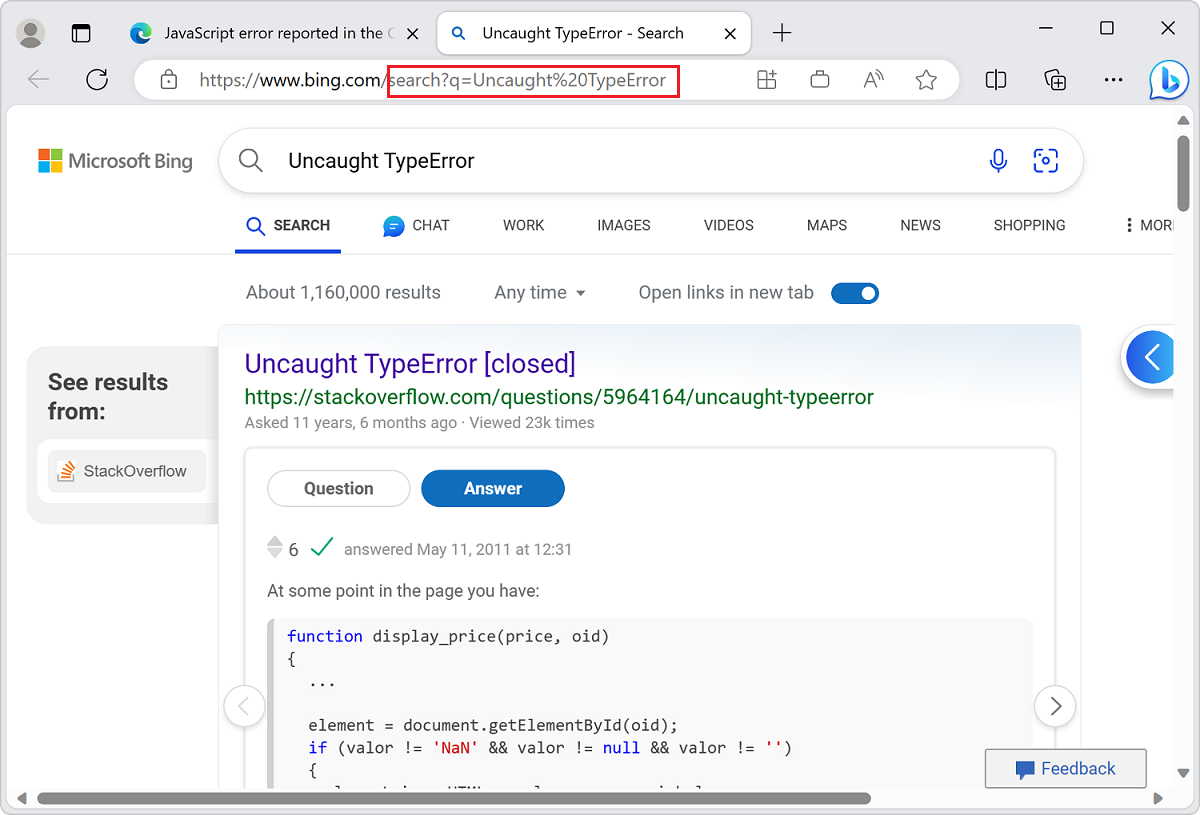 JavaScript error reported in the C
Uncaught TypeError - Search
https://www.bing.com/search?q=Uncaught%20TypeError
Microsoft Bing
Uncaught TypeError
SEARCH CHAT WORK IMAGES VIDEOS MAPS NEWS SHOPPING MOR
About 1,160,000 results Any time Open links in new tab
See results
from:
StackOverflow
Uncaught TypeError [closed]
https://stackoverflow.com/questions/5964164/uncaught-typeerror
Asked 11 years, 6 months ago · Viewed 23k times
Question Answer
6 answered May 11, 2011 at 12:31
At some point in the page you have:
function display_price(price, oid)
{
...
element = document.getElementById(oid);
if (valor != 'NaN' && valor != null && valor != '')
{
Feedback